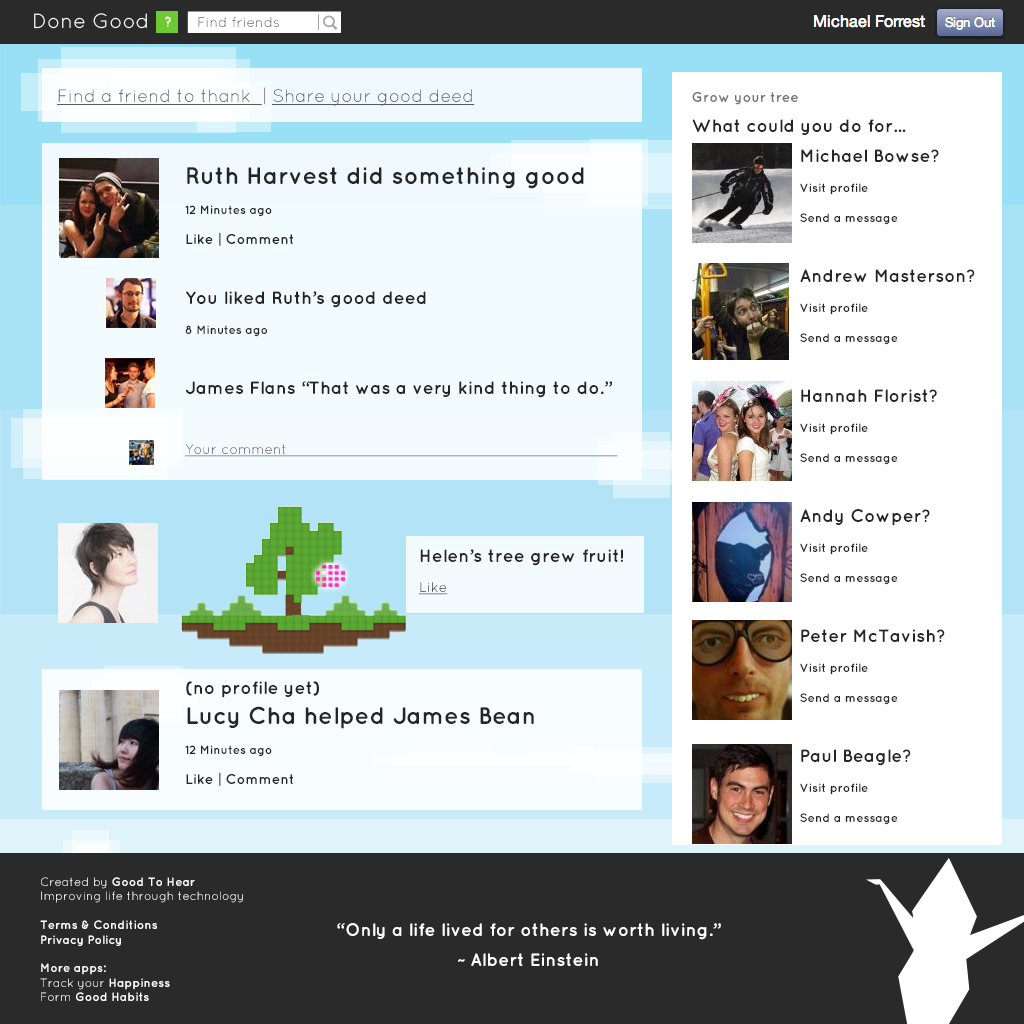 Done Good ? Find friends
Michael Forrest Sign Out
Find a friend to thank | Share your good deed
Ruth Harvest did something good
12 Minutes ago
Like | Comment
You liked Ruth’s good deed
8 Minutes ago
James Flans “That was a very kind thing to do.”
Your comment
Helen’s tree grew fruit!
Like
(no profile yet)
Lucy Cha helped James Bean
12 Minutes ago
Like | Comment
Grow your tree
What could you do for...
Michael Bowse?
Visit profile
Send a message
Andrew Masterson?
Visit profile
Send a message
Hannah Florist?
Visit profile
Send a message
Andy Cowper?
Visit profile
Send a message
Peter McTavish?
Visit profile
Send a message
Paul Beagle?
Visit profile
Send a message
Created by Good To Hear
Improving life through technology
Terms & Conditions
Privacy Policy
More apps:
Track your Happiness
Form Good Habits
“Only a life lived for others is worth living.”
~ Albert Einstein